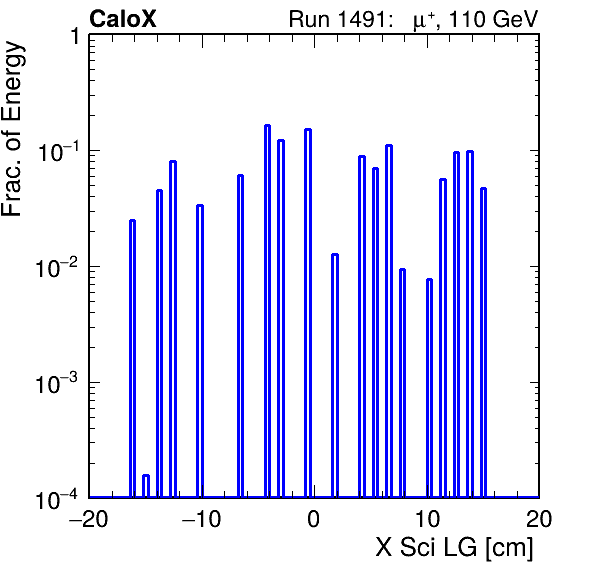 CaloX Run 1491: μ⁺, 110 GeV
Frac. of Energy
1
10⁻¹
10⁻²
10⁻³
10⁻⁴
−20 −10 0 10 20
X Sci LG [cm]